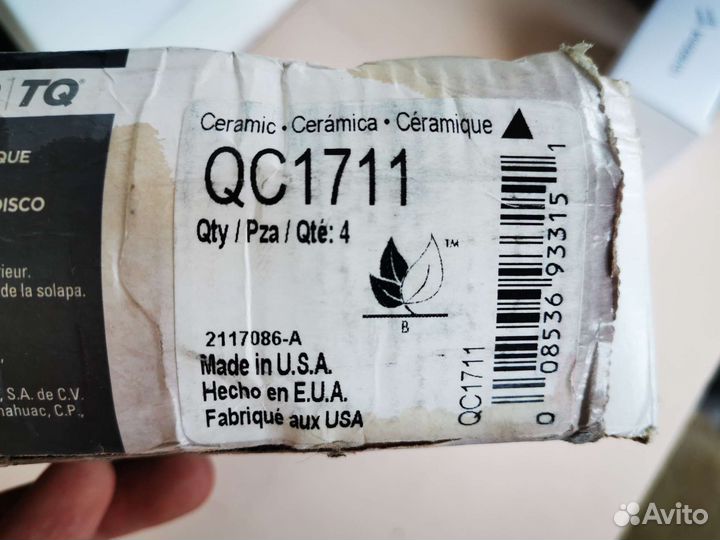 TQ®
QUE
DISCO
rieur.
de la solapa.
, S.A. de C.V.
nahuac, C.P.,
Ceramic • Cerámica • Céramique
QC1711
Qty / Pza / Qté: 4
TM
B
2117086-A
Made in U.S.A.
Hecho en E.U.A.
Fabriqué aux USA
QC1711
0 08536 93315 1
Avito